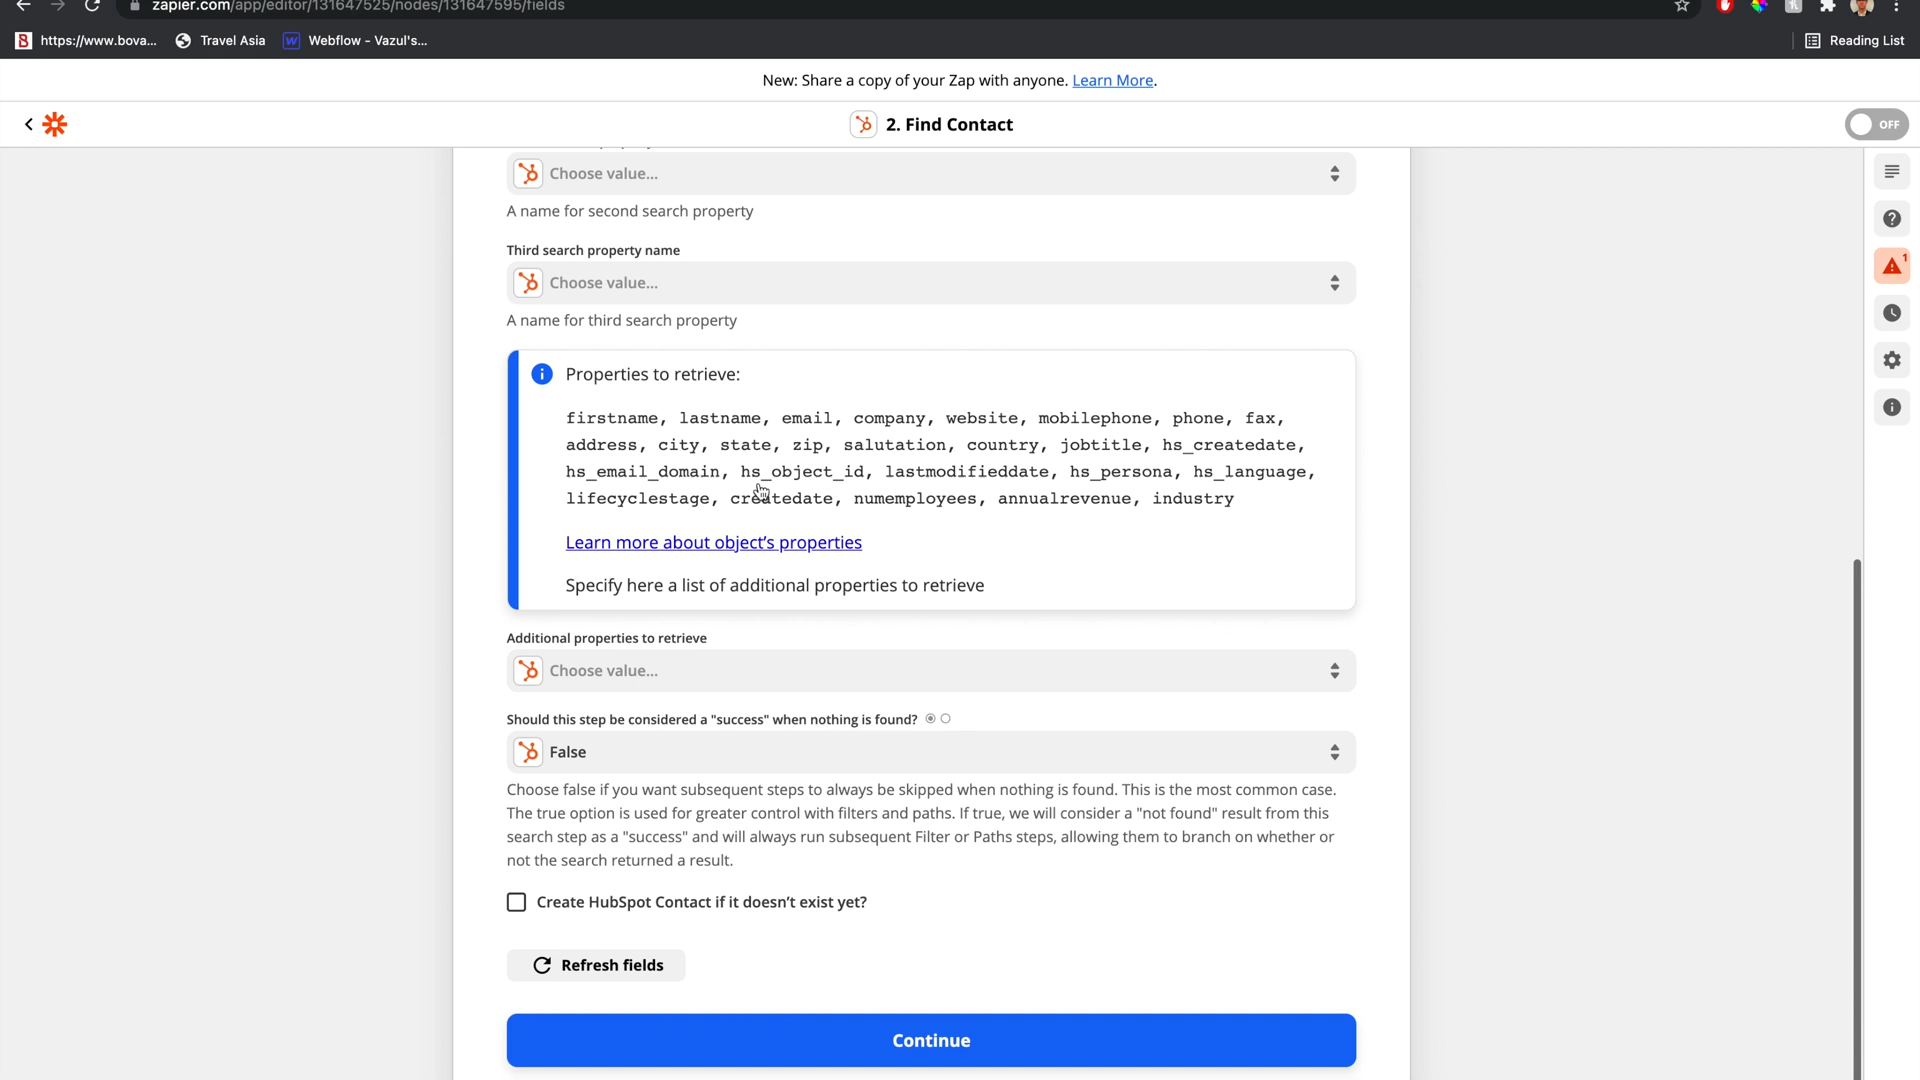 zapier.com/app/editor/131647525/nodes/131647595/fields
https://www.bova... Travel Asia Webflow - Vazul's... Reading List
New: Share a copy of your Zap with anyone. Learn More.
2. Find Contact
OFF
Choose value...
A name for second search property
Third search property name
Choose value...
1
A name for third search property
Properties to retrieve:
firstname, lastname, email, company, website, mobilephone, phone, fax,
address, city, state, zip, salutation, country, jobtitle, hs_createdate,
hs_email_domain, hs_object_id, lastmodifieddate, hs_persona, hs_language,
lifecyclestage, createdate, numemployees, annualrevenue, industry
Learn more about object's properties
Specify here a list of additional properties to retrieve
Additional properties to retrieve
Choose value...
Should this step be considered a "success" when nothing is found?
False
Choose false if you want subsequent steps to always be skipped when nothing is found. This is the most common case.
The true option is used for greater control with filters and paths. If true, we will consider a "not found" result from this
search step as a "success" and will always run subsequent Filter or Paths steps, allowing them to branch on whether or
not the search returned a result.
Create HubSpot Contact if it doesn't exist yet?
Refresh fields
Continue